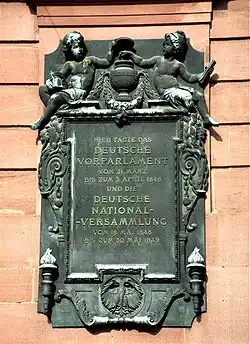 HIER TAGTE DAS
DEUTSCHE
VORPARLAMENT
VOM 31. MÄRZ
BIS ZUM 3. APRIL 1848
UND DIE
DEUTSCHE
NATIONAL-
-VERSAMMLUNG
VOM 18. MAI 1848
BIS ZUM 30. MAI 1849